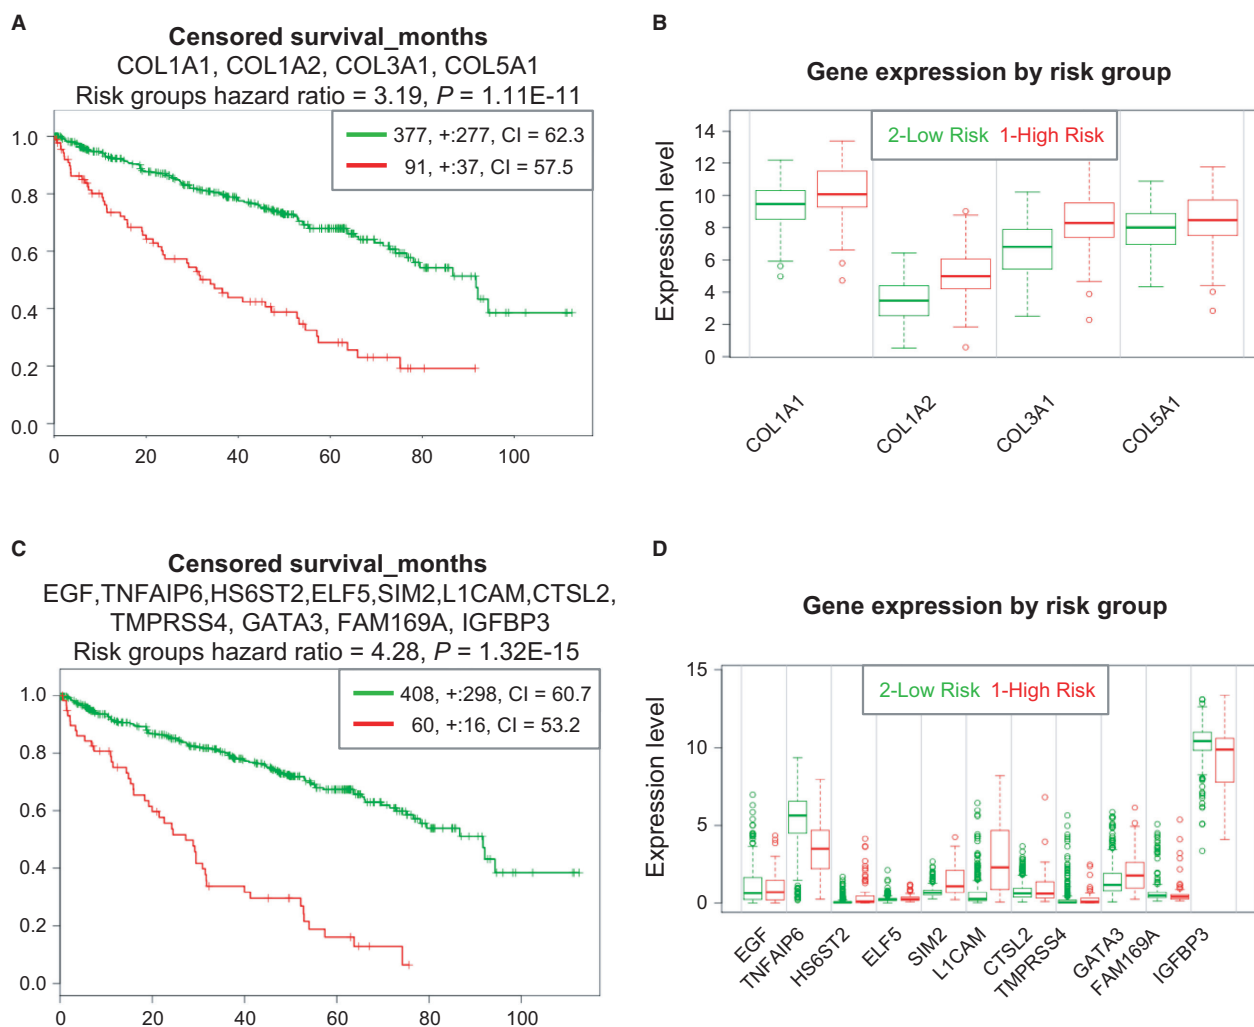 A
Censored survival_months
COL1A1, COL1A2, COL3A1, COL5A1
Risk groups hazard ratio = 3.19, P = 1.11E-11
377, +:277, CI = 62.3
91, +:37, CI = 57.5
1.0
0.8
0.6
0.4
0.2
0.0
0 20 40 60 80 100
B
Gene expression by risk group
2-Low Risk 1-High Risk
Expression level
14
12
10
8
6
4
2
0
COL1A1 COL1A2 COL3A1 COL5A1
C
Censored survival_months
EGF,TNFAIP6,HS6ST2,ELF5,SIM2,L1CAM,CTSL2,
TMPRSS4, GATA3, FAM169A, IGFBP3
Risk groups hazard ratio = 4.28, P = 1.32E-15
408, +:298, CI = 60.7
60, +:16, CI = 53.2
1.0
0.8
0.6
0.4
0.2
0.0
0 20 40 60 80 100
D
Gene expression by risk group
2-Low Risk 1-High Risk
Expression level
15
10
5
0
EGF TNFAIP6 HS6ST2 ELF5 SIM2 L1CAM CTSL2 TMPRSS4 GATA3 FAM169A IGFBP3